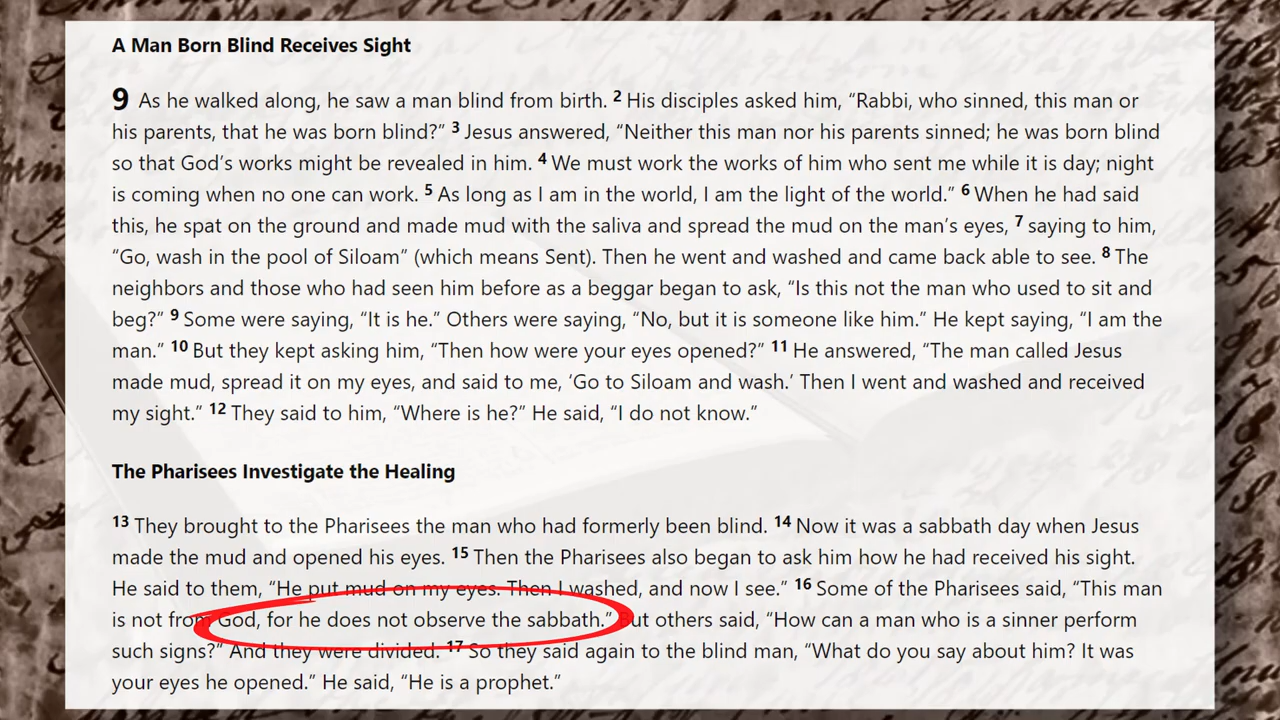 A Man Born Blind Receives Sight
9 As he walked along, he saw a man blind from birth. 2 His disciples asked him, “Rabbi, who sinned, this man or
his parents, that he was born blind?” 3 Jesus answered, “Neither this man nor his parents sinned; he was born blind
so that God’s works might be revealed in him. 4 We must work the works of him who sent me while it is day; night
is coming when no one can work. 5 As long as I am in the world, I am the light of the world.” 6 When he had said
this, he spat on the ground and made mud with the saliva and spread the mud on the man’s eyes, 7 saying to him,
“Go, wash in the pool of Siloam” (which means Sent). Then he went and washed and came back able to see. 8 The
neighbors and those who had seen him before as a beggar began to ask, “Is this not the man who used to sit and
beg?” 9 Some were saying, “It is he.” Others were saying, “No, but it is someone like him.” He kept saying, “I am the
man.” 10 But they kept asking him, “Then how were your eyes opened?” 11 He answered, “The man called Jesus
made mud, spread it on my eyes, and said to me, ‘Go to Siloam and wash.’ Then I went and washed and received
my sight.” 12 They said to him, “Where is he?” He said, “I do not know.”
The Pharisees Investigate the Healing
13 They brought to the Pharisees the man who had formerly been blind. 14 Now it was a sabbath day when Jesus
made the mud and opened his eyes. 15 Then the Pharisees also began to ask him how he had received his sight.
He said to them, “He put mud on my eyes. Then I washed, and now I see.” 16 Some of the Pharisees said, “This man
is not from God, for he does not observe the sabbath.” But others said, “How can a man who is a sinner perform
such signs?” And they were divided. 17 So they said again to the blind man, “What do you say about him? It was
your eyes he opened.” He said, “He is a prophet.”